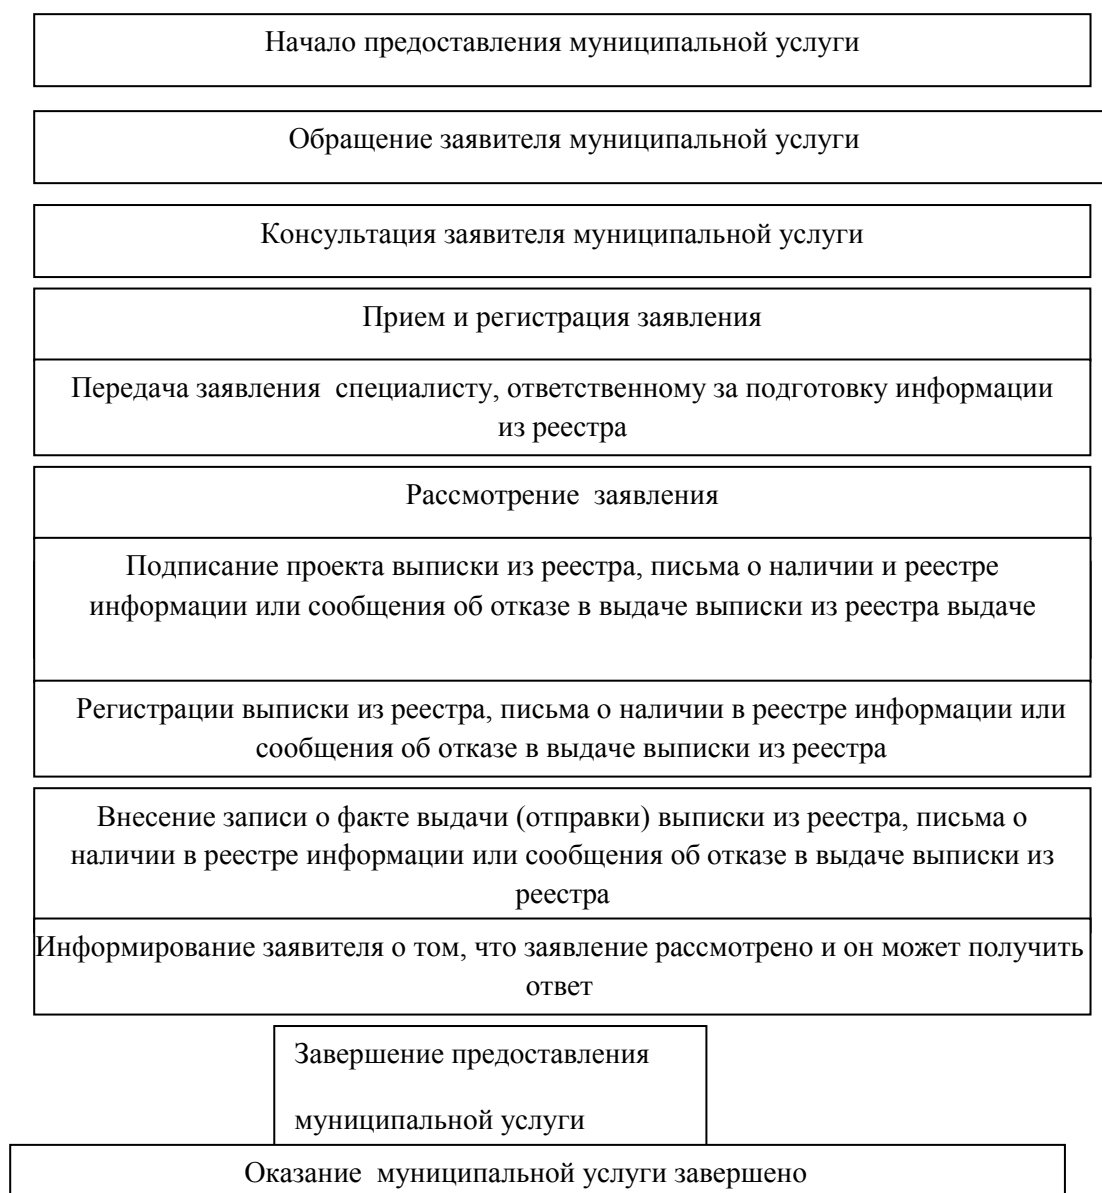 Начало предоставления муниципальной услуги
Обращение заявителя муниципальной услуги
Консультация заявителя муниципальной услуги
Прием и регистрация заявления
Передача заявления  специалисту, ответственному за подготовку информации
из реестра
Рассмотрение  заявления
Подписание проекта выписки из реестра, письма о наличии и реестре
информации или сообщения об отказе в выдаче выписки из реестра выдаче
Регистрации выписки из реестра, письма о наличии в реестре информации или
сообщения об отказе в выдаче выписки из реестра
Внесение записи о факте выдачи (отправки) выписки из реестра, письма о
наличии в реестре информации или сообщения об отказе в выдаче выписки из
реестра
Информирование заявителя о том, что заявление рассмотрено и он может получить
ответ
Завершение предоставления
муниципальной услуги
Оказание  муниципальной услуги завершено